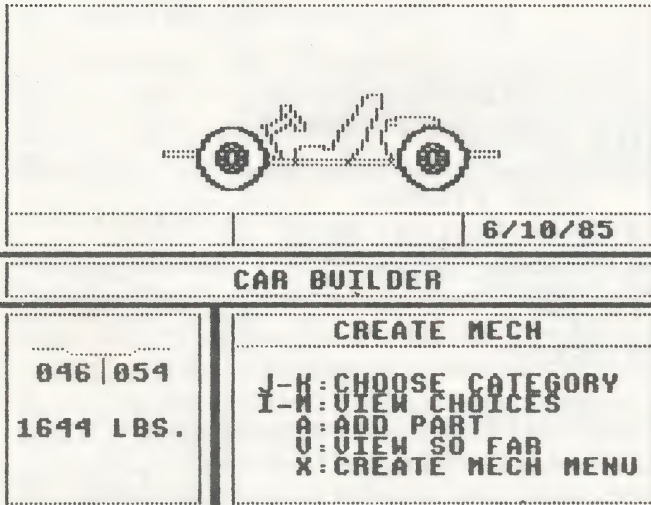 6/10/85
CAR BUILDER
046|054
1644 LBS.
CREATE MECH
J-K:CHOOSE CATEGORY
I-M:VIEW CHOICES
A:ADD PART
V:VIEW SO FAR
X:CREATE MECH MENU